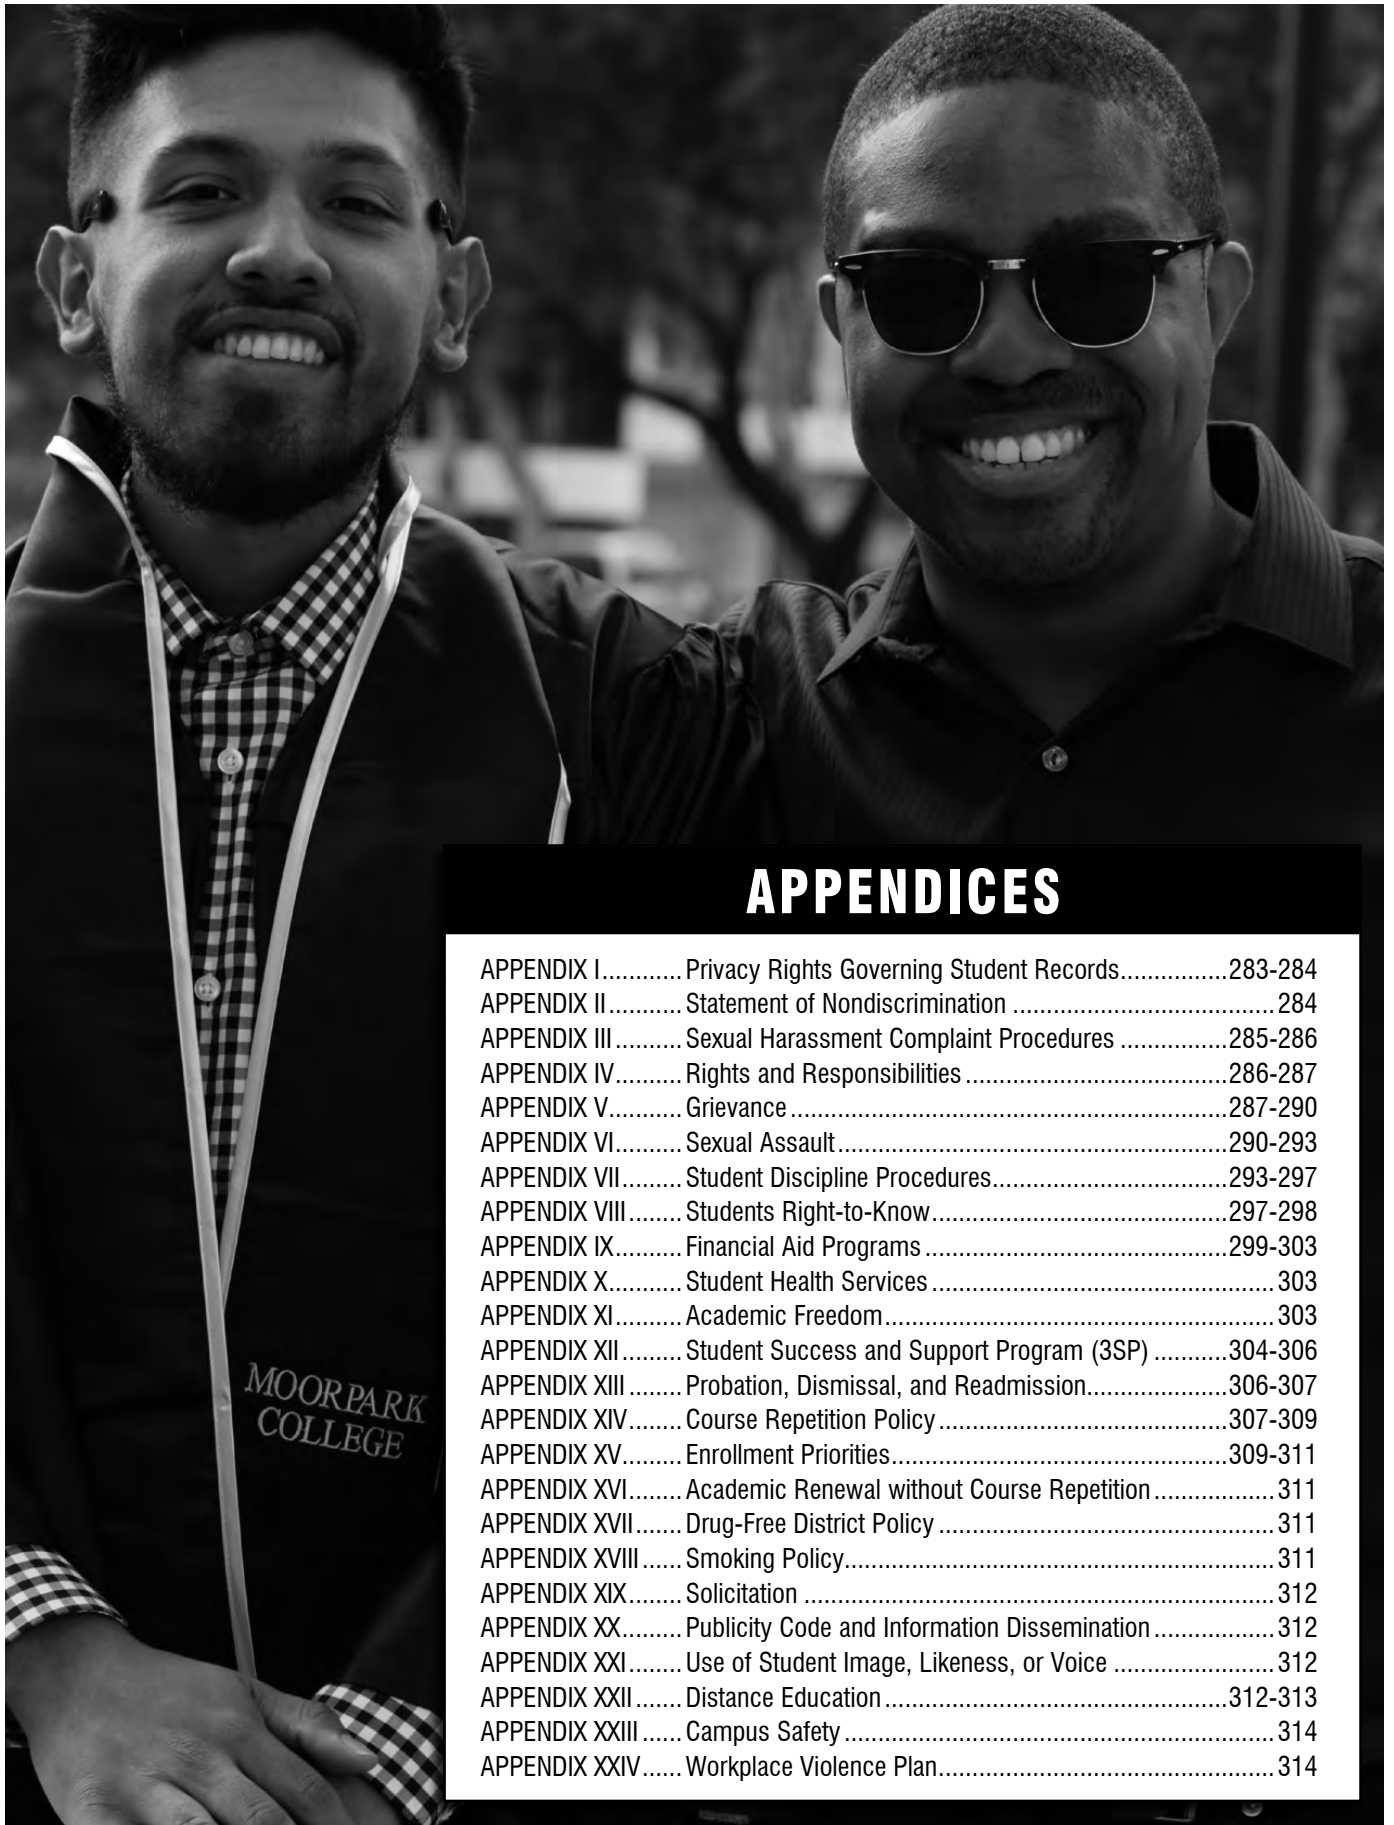 APPENDICES
APPENDIX I............Privacy Rights Governing Student Records................283-284
APPENDIX II...........Statement of Nondiscrimination .......................................284
APPENDIX III..........Sexual Harassment Complaint Procedures ................285-286
APPENDIX IV..........Rights and Responsibilities .......................................286-287
APPENDIX V...........Grievance.................................................................287-290
APPENDIX VI..........Sexual Assault..........................................................290-293
APPENDIX VII.........Student Discipline Procedures...................................293-297
APPENDIX VIII........Students Right-to-Know............................................297-298
APPENDIX IX..........Financial Aid Programs.............................................299-303
APPENDIX X...........Student Health Services...................................................303
APPENDIX XI..........Academic Freedom..........................................................303
APPENDIX XII.........Student Success and Support Program (3SP) ...........304-306
APPENDIX XIII........Probation, Dismissal, and Readmission.....................306-307
APPENDIX XIV........Course Repetition Policy...........................................307-309
APPENDIX XV.........Enrollment Priorities..................................................309-311
APPENDIX XVI........Academic Renewal without Course Repetition..................311
APPENDIX XVII.......Drug-Free District Policy ..................................................311
APPENDIX XVIII......Smoking Policy................................................................311
APPENDIX XIX........Solicitation ......................................................................312
APPENDIX XX.........Publicity Code and Information Dissemination..................312
APPENDIX XXI........Use of Student Image, Likeness, or Voice ........................312
APPENDIX XXII.......Distance Education...................................................312-313
APPENDIX XXIII......Campus Safety................................................................314
APPENDIX XXIV......Workplace Violence Plan..................................................314
MOORPARK
COLLEGE